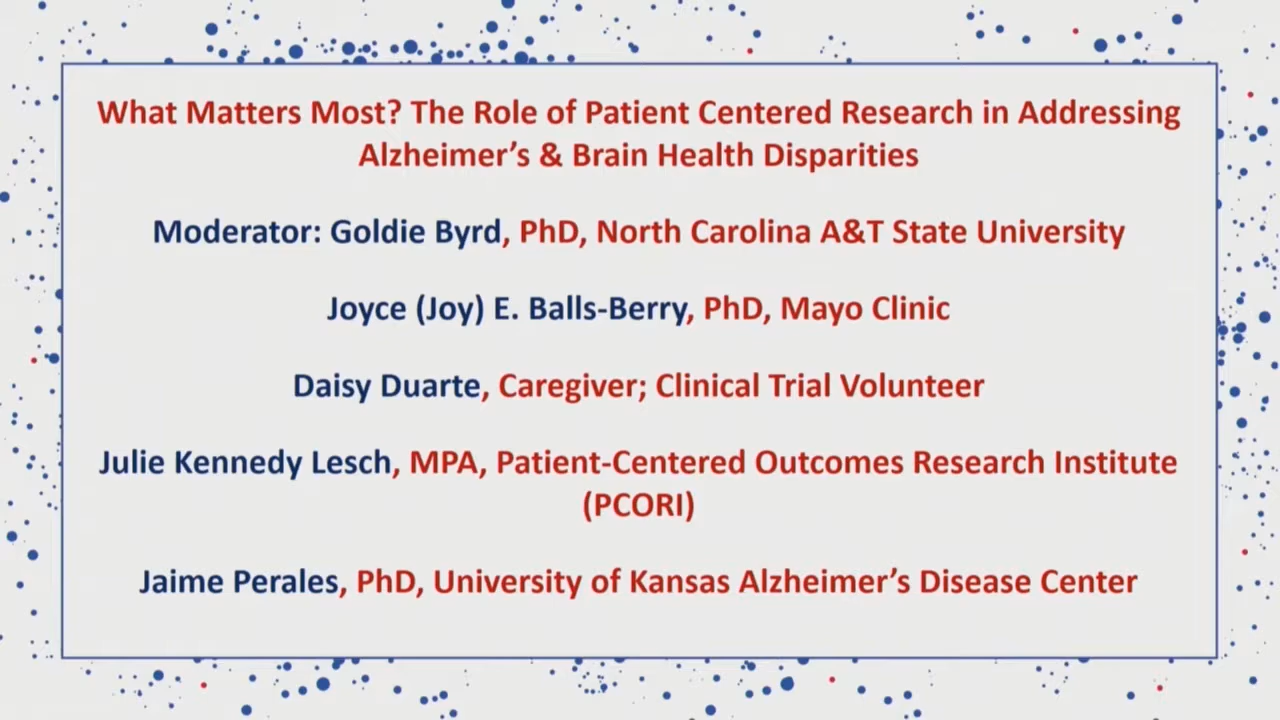 What Matters Most? The Role of Patient Centered Research in Addressing
Alzheimer’s & Brain Health Disparities
Moderator: Goldie Byrd, PhD, North Carolina A&T State University
Joyce (Joy) E. Balls-Berry, PhD, Mayo Clinic
Daisy Duarte, Caregiver; Clinical Trial Volunteer
Julie Kennedy Lesch, MPA, Patient-Centered Outcomes Research Institute
(PCORI)
Jaime Perales, PhD, University of Kansas Alzheimer’s Disease Center